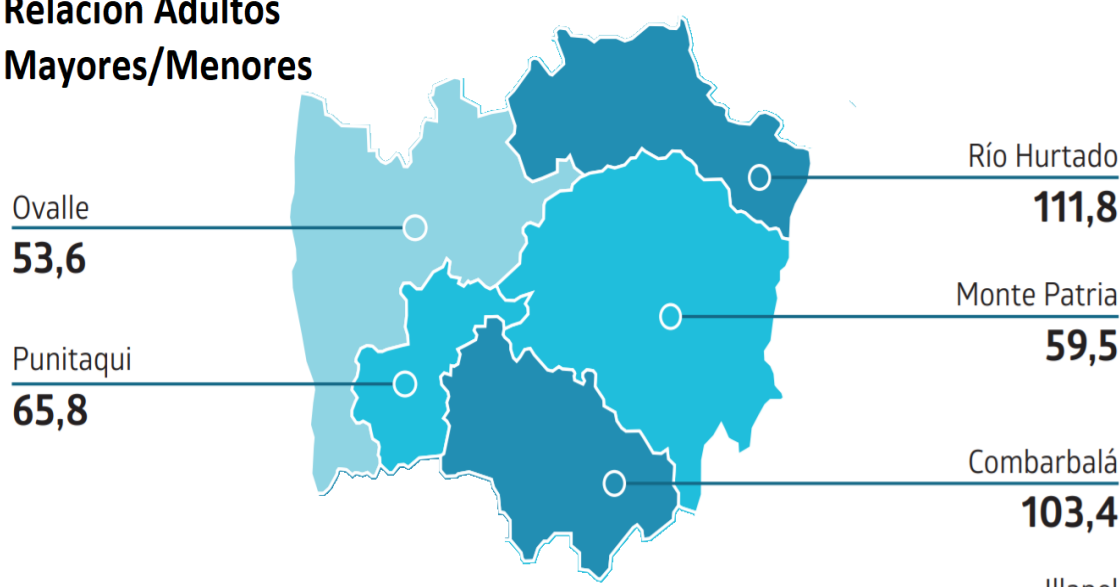 Relación Adultos
Mayores/Menores
Ovalle
53,6
Punitaqui
65,8
Río Hurtado
111,8
Monte Patria
59,5
Combarbalá
103,4